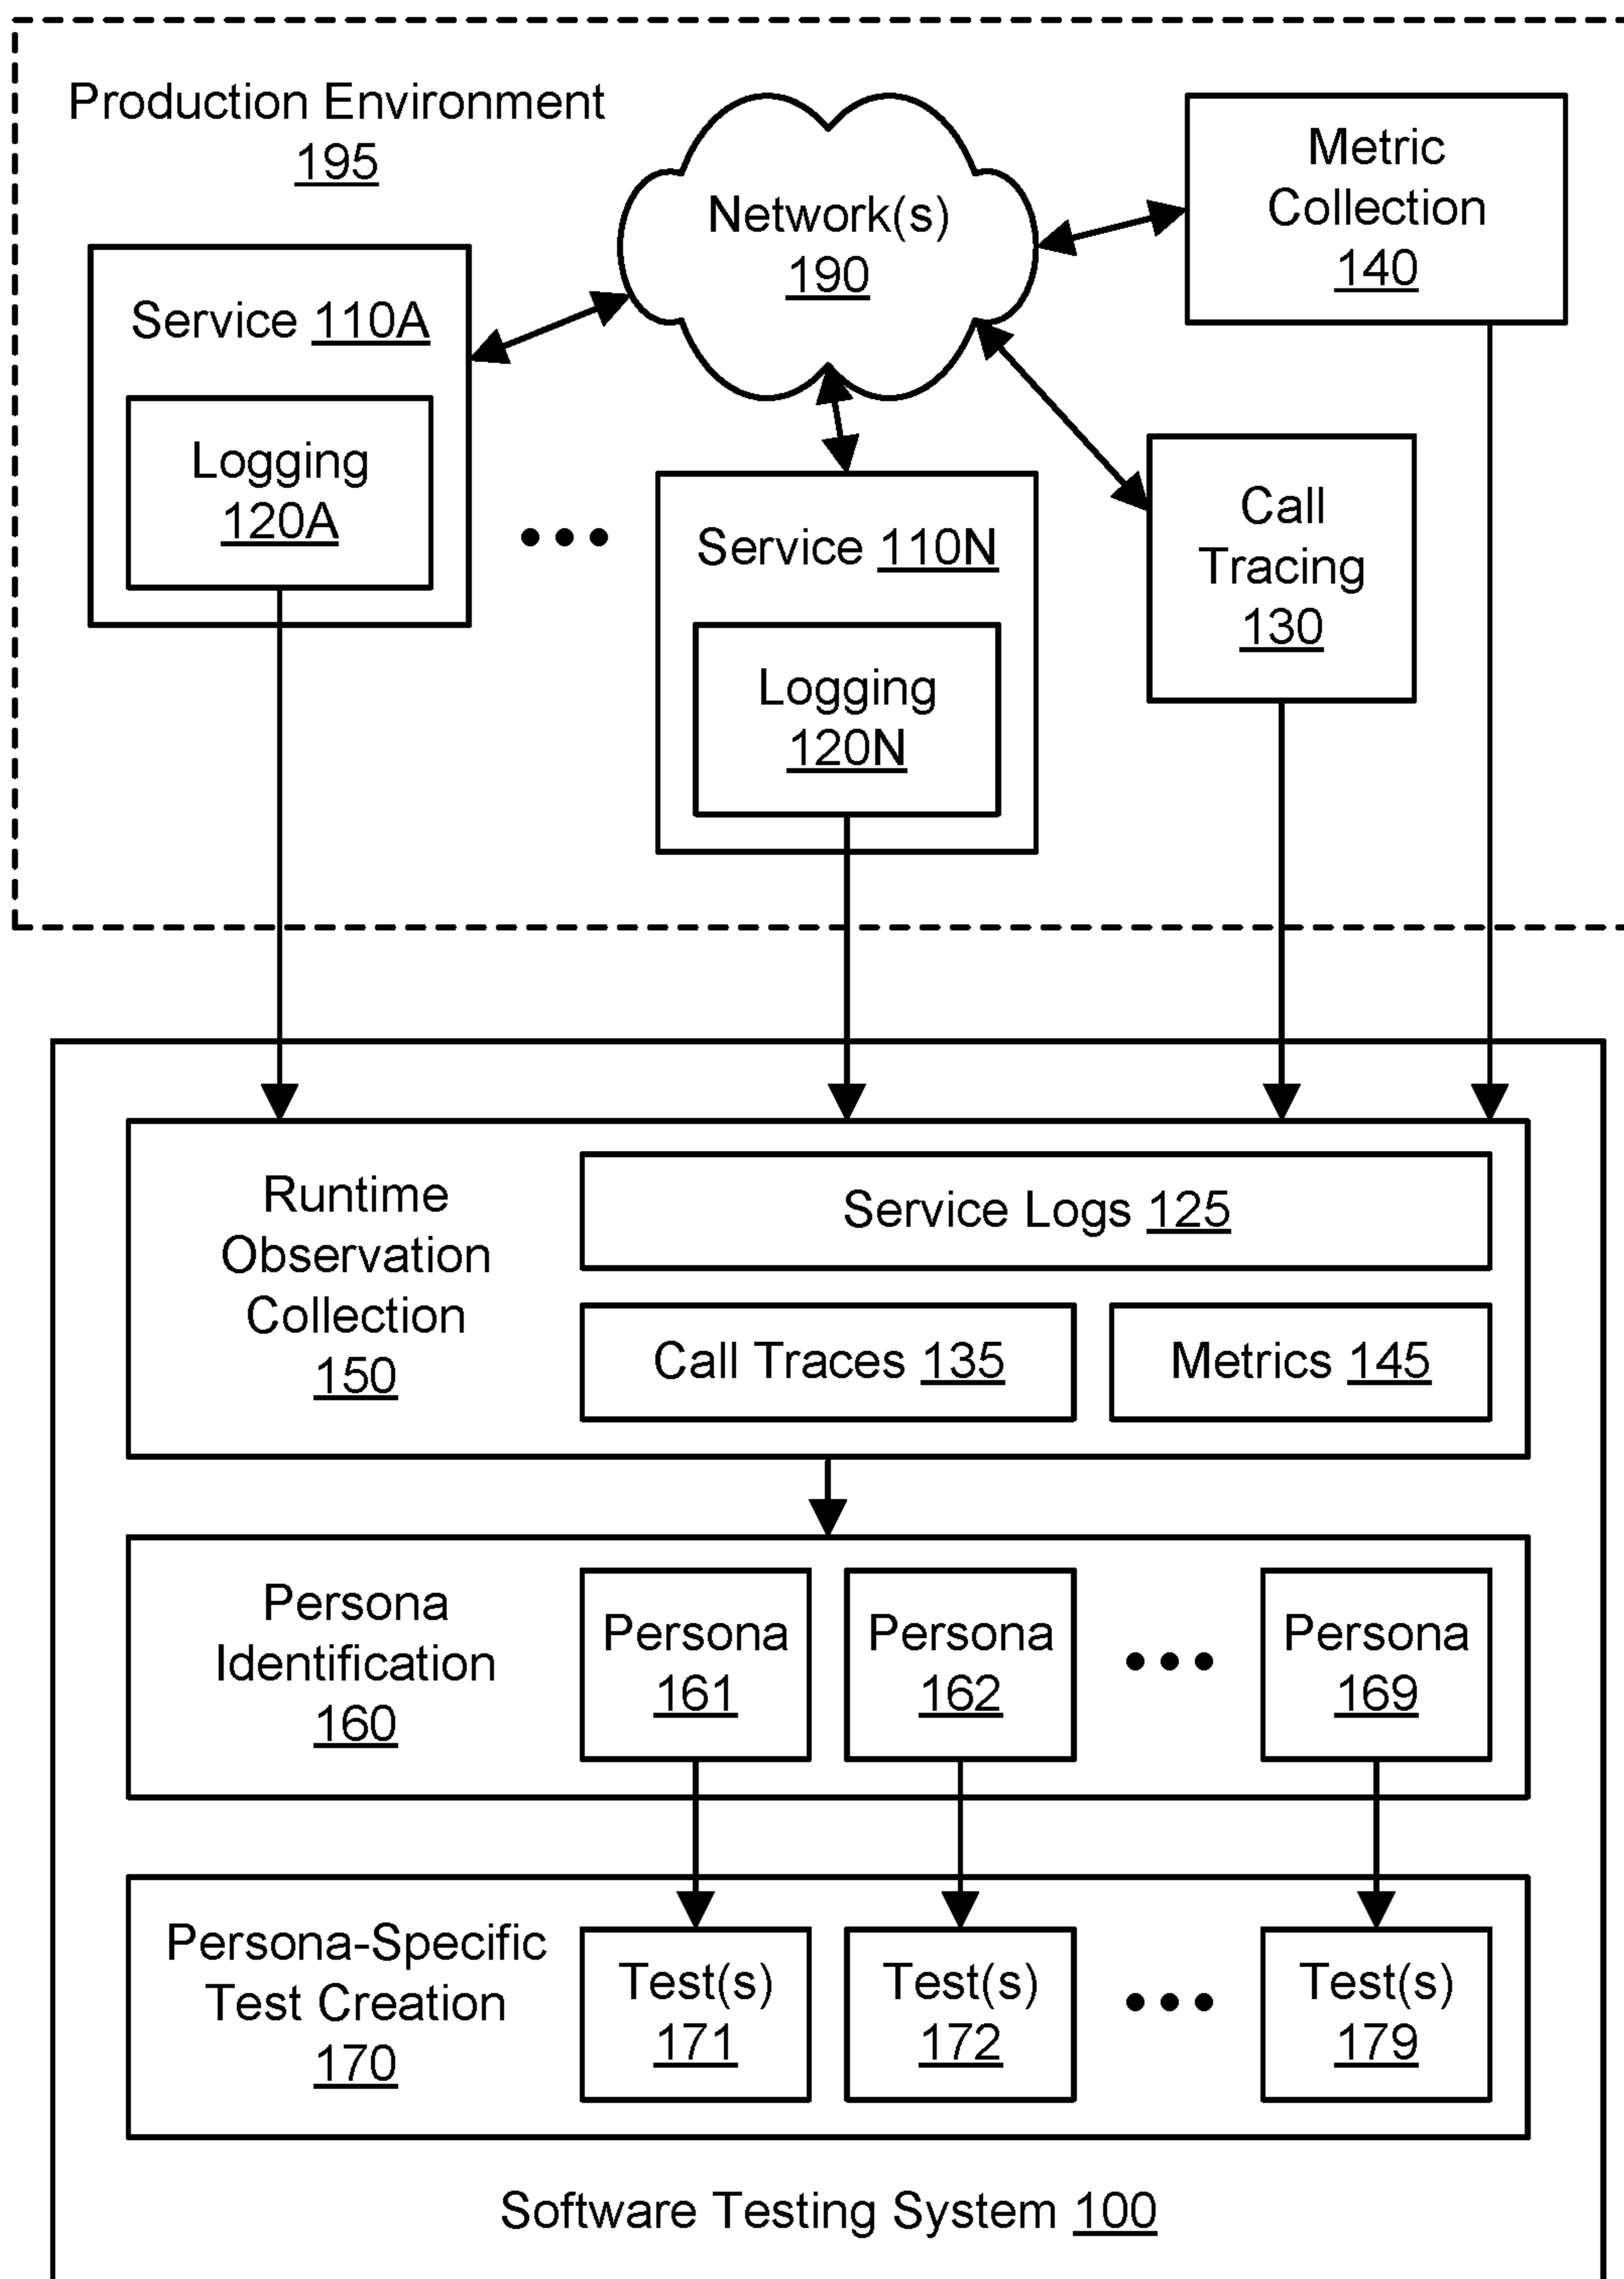 Production Environment
195
Network(s)
190
Metric
Collection
140
Service 110A
Logging
120A
Service 110N
Logging
120N
Call
Tracing
130
Runtime
Observation
Collection
150
Service Logs 125
Call Traces 135
Metrics 145
Persona
Identification
160
Persona
161
Persona
162
Persona
169
Persona-Specific
Test Creation
170
Test(s)
171
Test(s)
172
Test(s)
179
Software Testing System 100